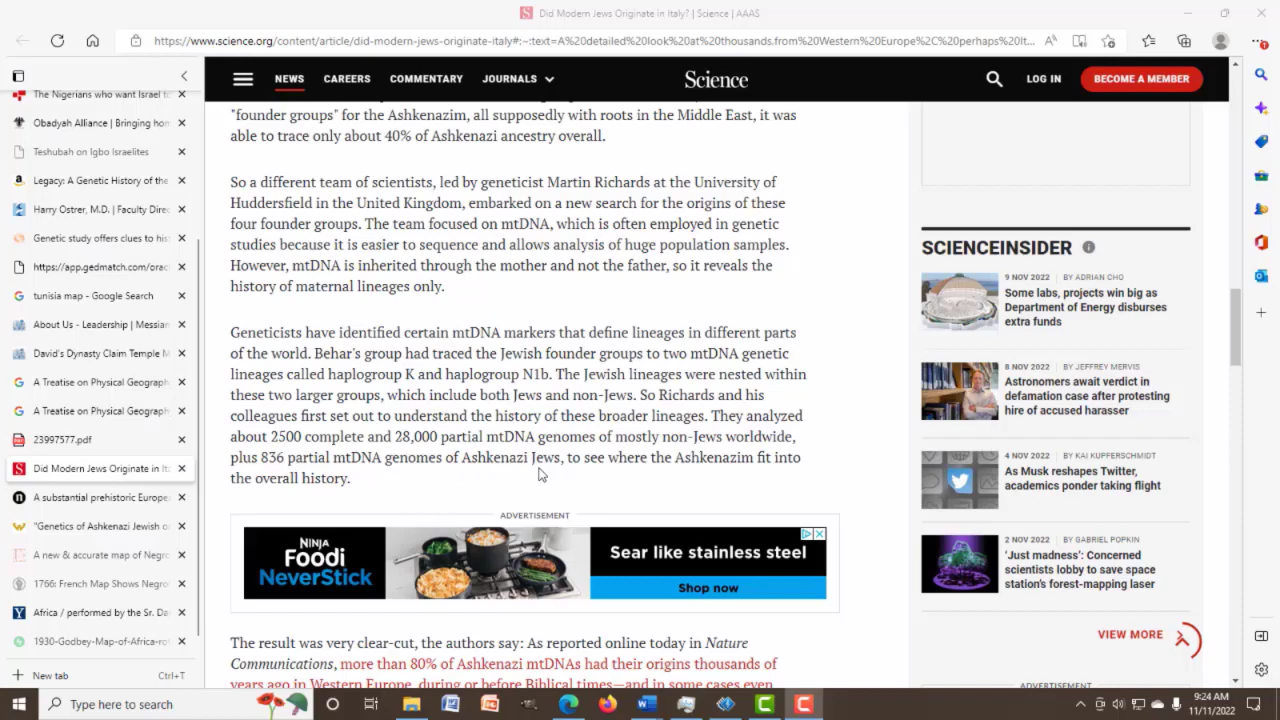 Did Modern Jews Originate in Italy? | Science | AAAS
https://www.science.org/content/article/did-modern-jews-originate-italy#:~:text=A%20detailed%20look%20at%20thousands,from%20Western%20Europe%2C%20perhaps%20It...
The Nigerians who want Israel to
Obadyah Alliance | Bringing hom
Teshubah on Igbo Israelites
Legacy: A Genetic History of the
Harry Ostrer, M.D. | Faculty Direc
Genetic study offers clues to his
https://app.gedmatch.com/orac
tunisia map - Google Search
About Us - Leadership | Messian
David's Dynasty Claim Temple M
A Treatise on Physical Geograph
A Treatise on Physical Geograph
23997577.pdf
Did Modern Jews Originate in Ita
A substantial prehistoric Europea
"Genetics of Ashkenazi Jewish o
A new & accurate map of Negro
1766: French Map Shows Negro
Africa / performed by the Sr. Da
1930-Godbey-Map-of-Africa-ro
New tab Ctrl+T
NEWS CAREERS COMMENTARY JOURNALS
Science
LOG IN
BECOME A MEMBER
"founder groups" for the Ashkenazim, all supposedly with roots in the Middle East, it was
able to trace only about 40% of Ashkenazi ancestry overall.
So a different team of scientists, led by geneticist Martin Richards at the University of
Huddersfield in the United Kingdom, embarked on a new search for the origins of these
four founder groups. The team focused on mtDNA, which is often employed in genetic
studies because it is easier to sequence and allows analysis of huge population samples.
However, mtDNA is inherited through the mother and not the father, so it reveals the
history of maternal lineages only.
Geneticists have identified certain mtDNA markers that define lineages in different parts
of the world. Behar's group had traced the Jewish founder groups to two mtDNA genetic
lineages called haplogroup K and haplogroup N1b. The Jewish lineages were nested within
these two larger groups, which include both Jews and non-Jews. So Richards and his
colleagues first set out to understand the history of these broader lineages. They analyzed
about 2500 complete and 28,000 partial mtDNA genomes of mostly non-Jews worldwide,
plus 836 partial mtDNA genomes of Ashkenazi Jews, to see where the Ashkenazim fit into
the overall history.
ADVERTISEMENT
NINJA
Foodi
NeverStick
Sear like stainless steel
Shop now
The result was very clear-cut, the authors say: As reported online today in Nature
Communications, more than 80% of Ashkenazi mtDNAs had their origins thousands of
years ago in Western Europe, during or before Biblical times—and in some cases even
SCIENCEINSIDER
9 NOV 2022 | BY ADRIAN CHO
Some labs, projects win big as
Department of Energy disburses
extra funds
8 NOV 2022 | BY JEFFREY MERVIS
Astronomers await verdict in
defamation case after protesting
hire of accused harasser
4 NOV 2022 | BY KAI KUPFERSCHMIDT
As Musk reshapes Twitter,
academics ponder taking flight
2 NOV 2022 | BY GABRIEL POPKIN
'Just madness': Concerned
scientists lobby to save space
station's forest-mapping laser
VIEW MORE
ADVERTISEMENT
Type here to search
9:24 AM
11/11/2022